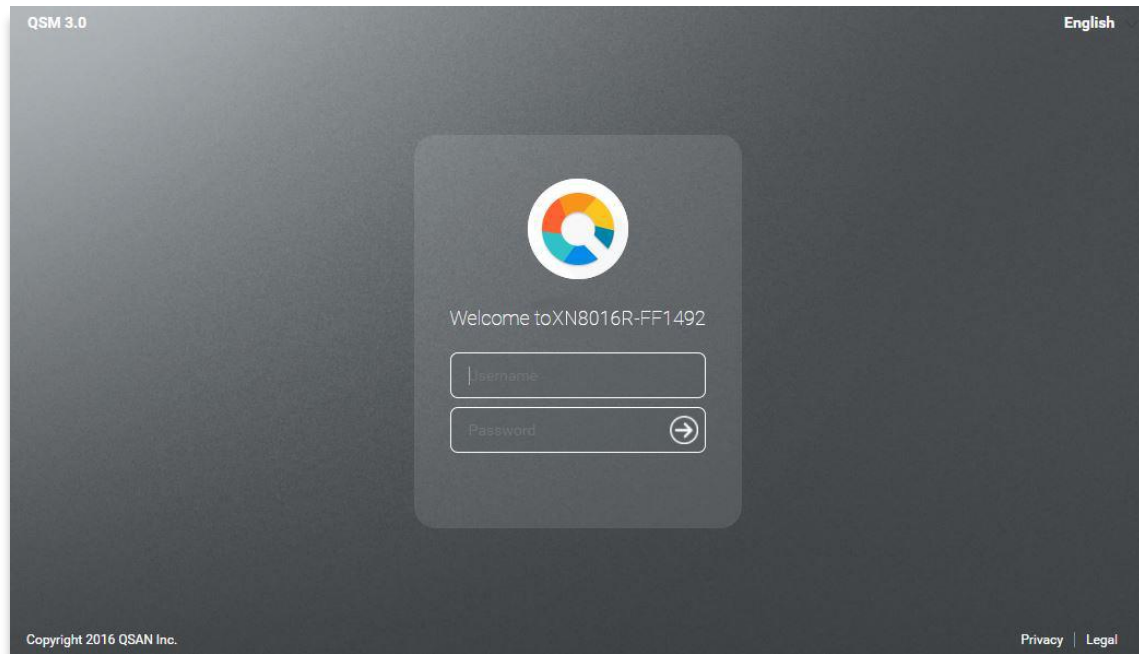 QSM 3.0
English
Welcome toXN8016R-FF1492
Username
Password
Copyright 2016 QSAN Inc.
Privacy | Legal